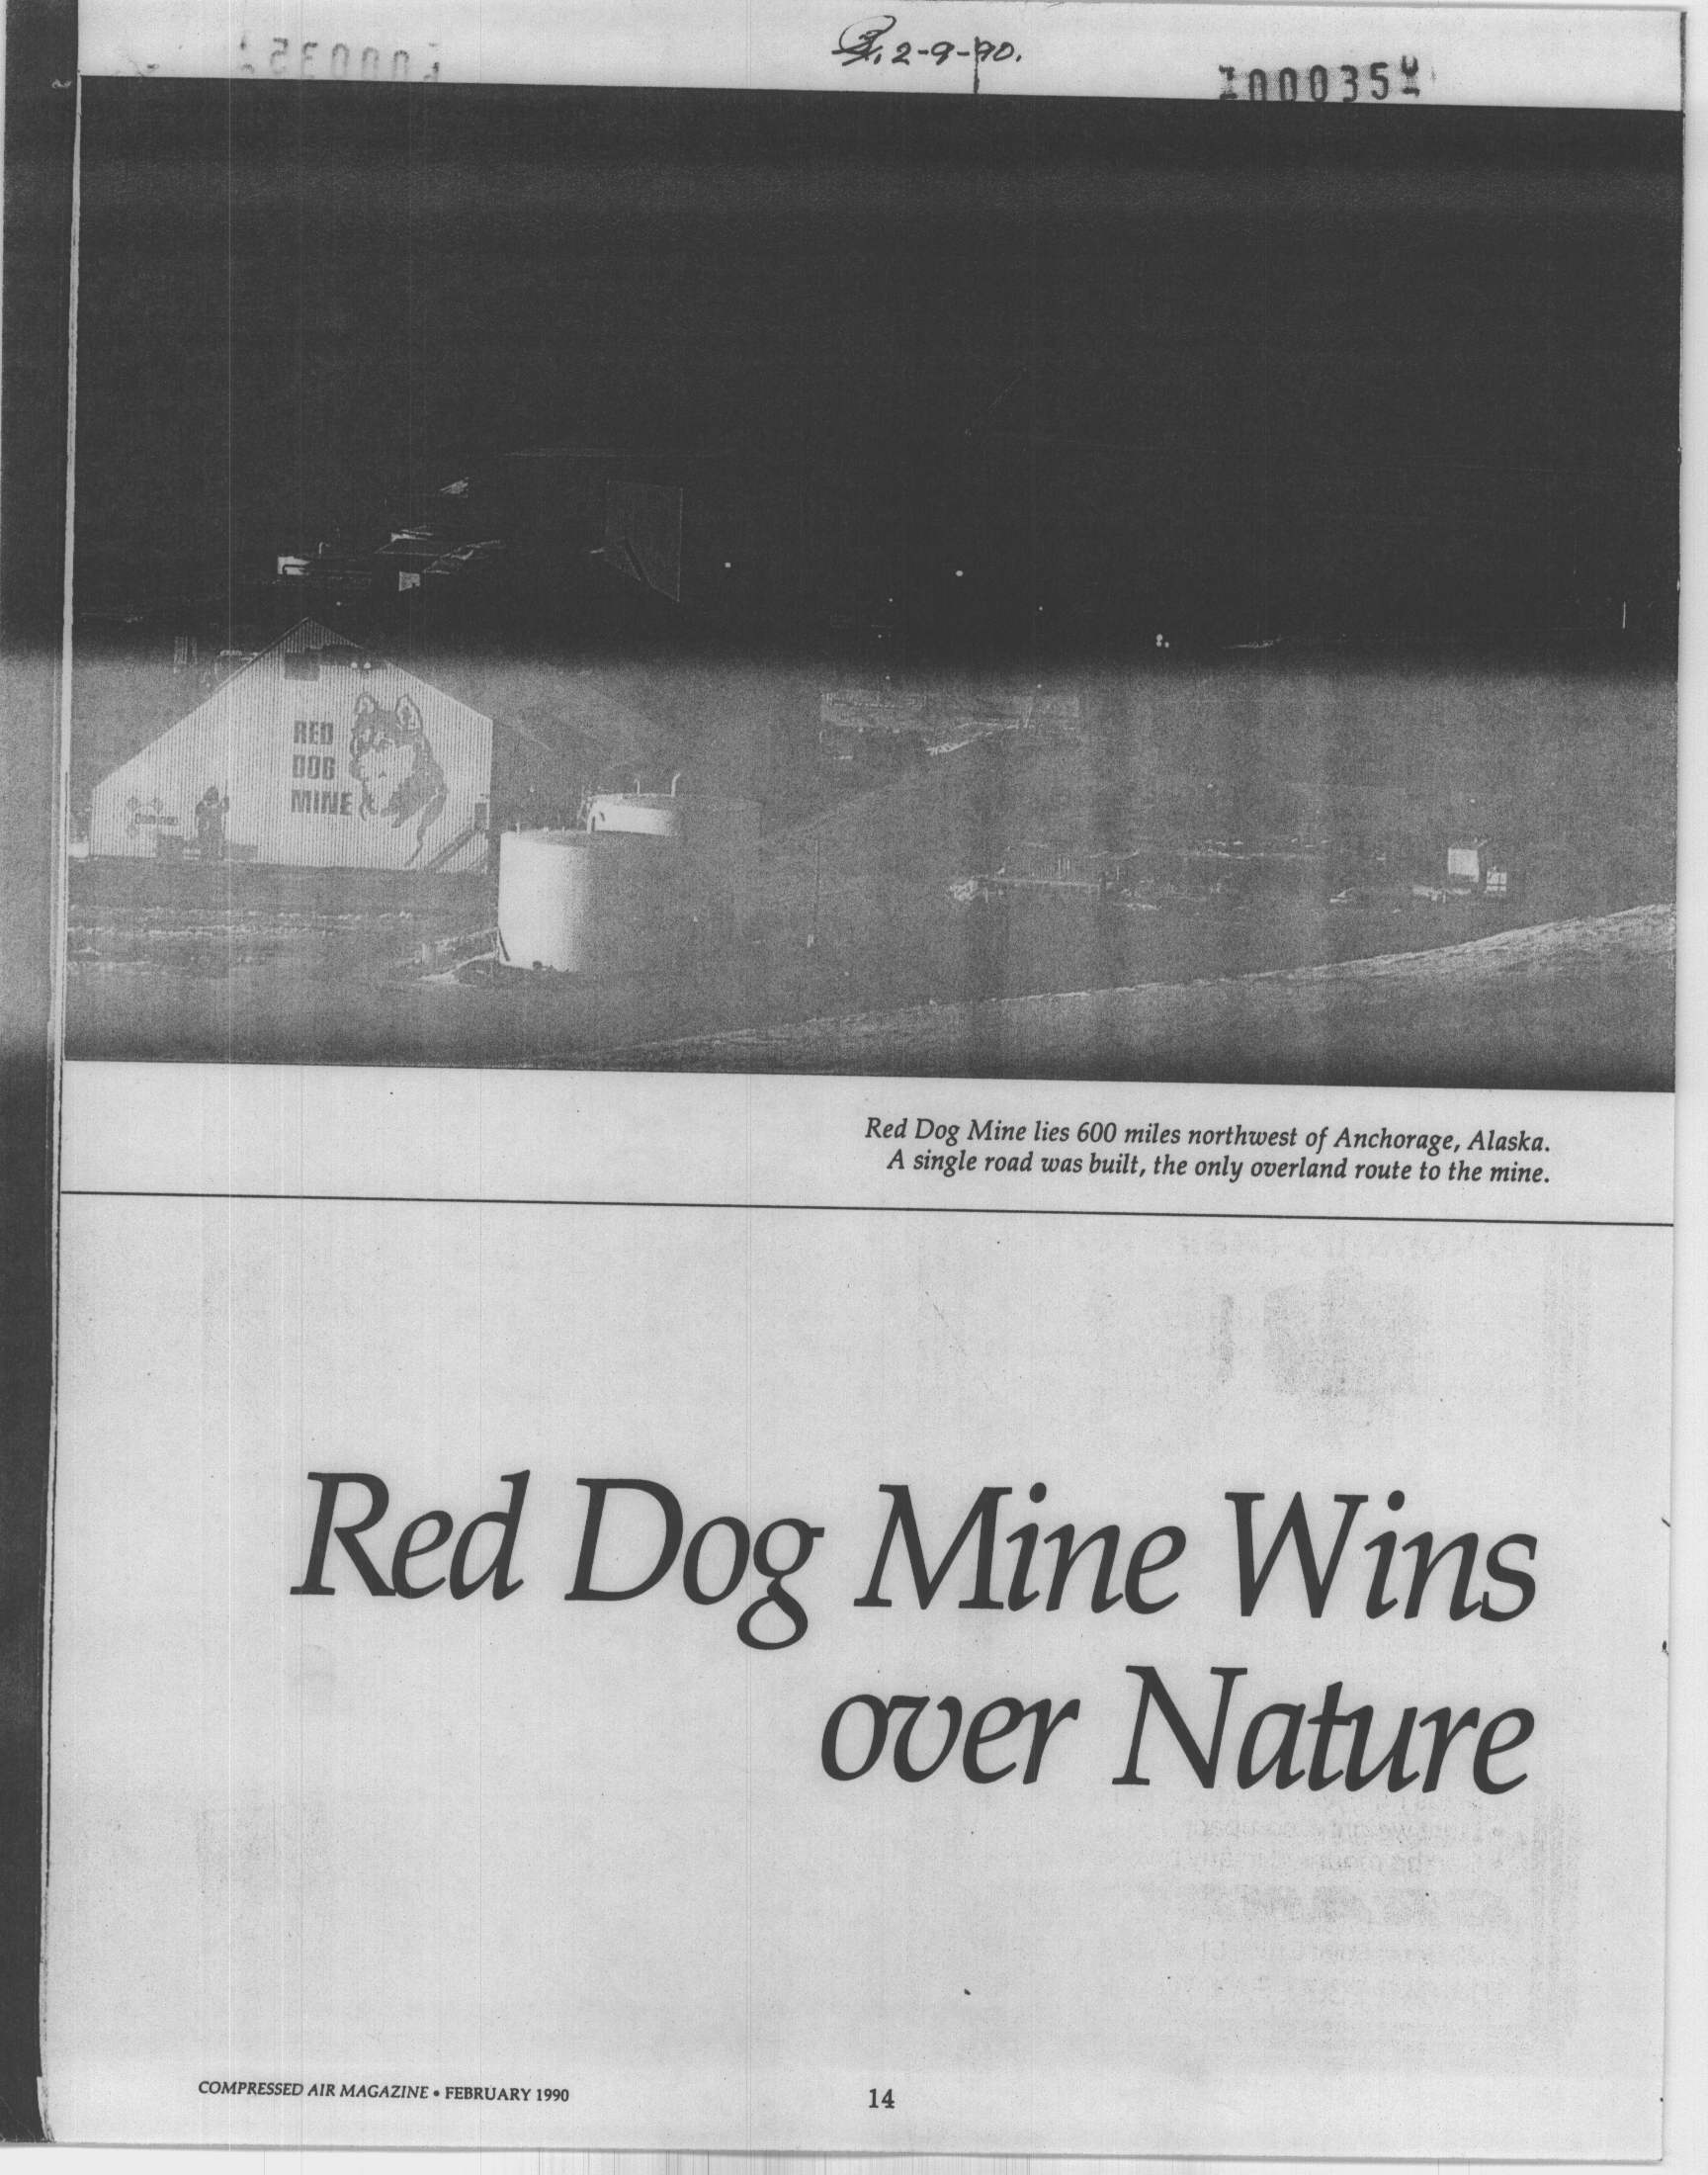 2-9-90.
RED
DOG
MINE
Red Dog Mine lies 600 miles northwest of Anchorage, Alaska.
A single road was built, the only overland route to the mine.
Red Dog Mine Wins
over Nature
COMPRESSED AIR MAGAZINE • FEBRUARY 1990
14